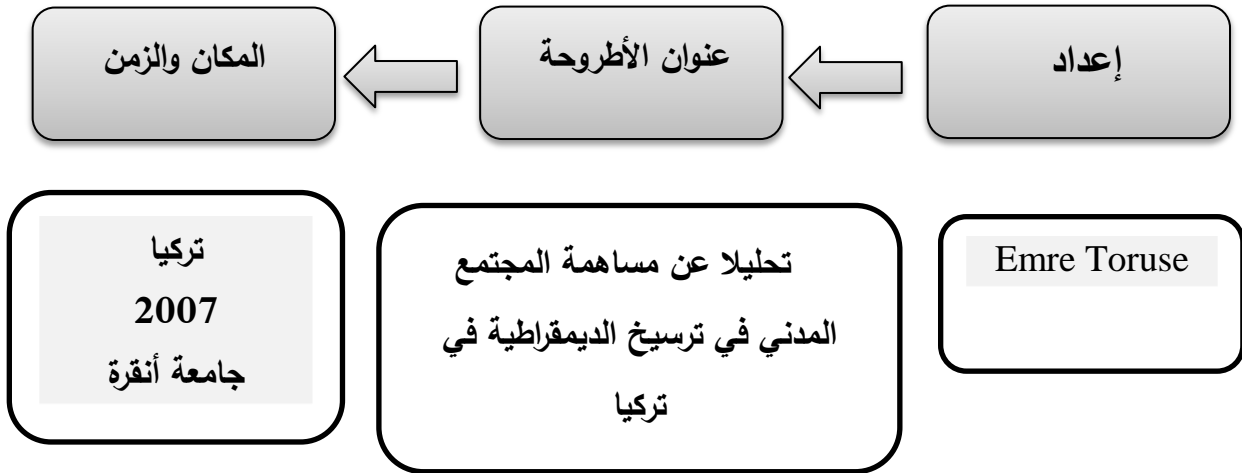 إعداد
عنوان الأطروحة
المكان والزمن
Emre Toruse
تحليلا عن مساهمة المجتمع
المدني في ترسيخ الديمقراطية في
تركيا
تركيا
2007
جامعة أنقرة